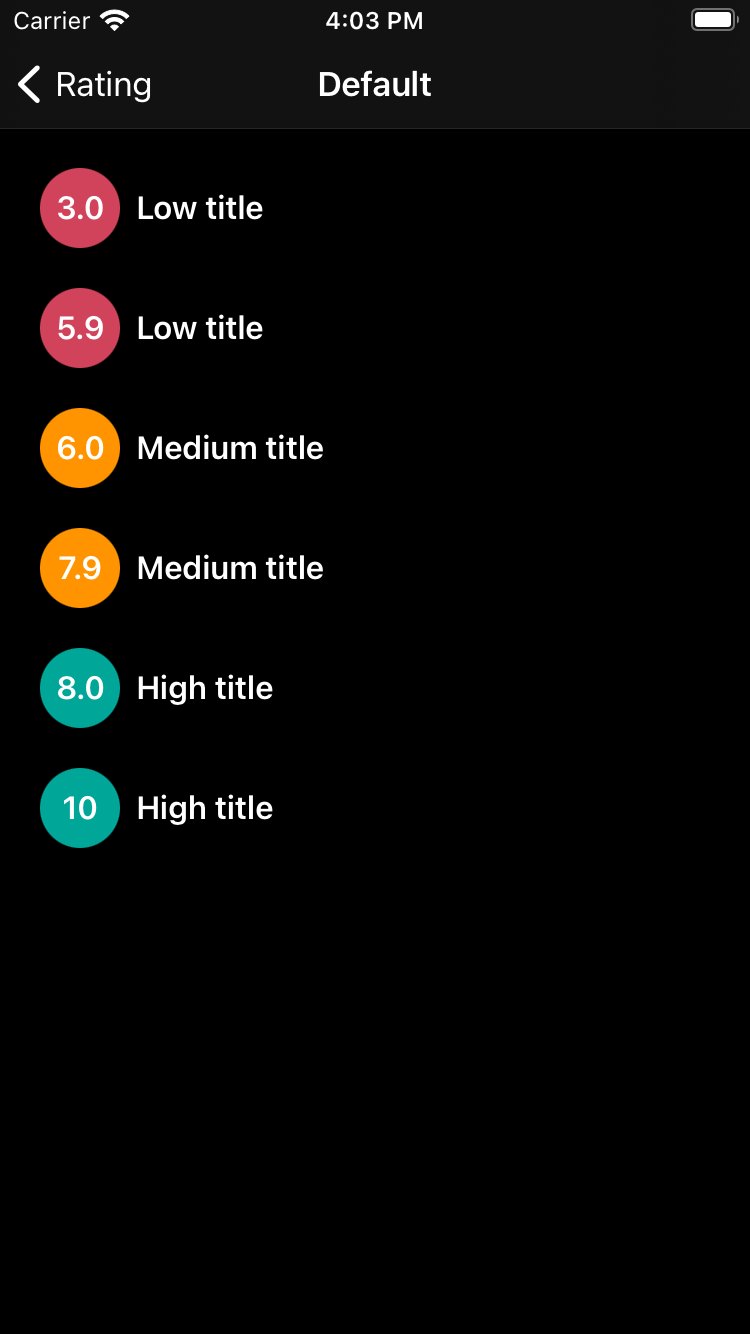 Carrier 4:03 PM
Rating Default
3.0 Low title
5.9 Low title
6.0 Medium title
7.9 Medium title
8.0 High title
10 High title